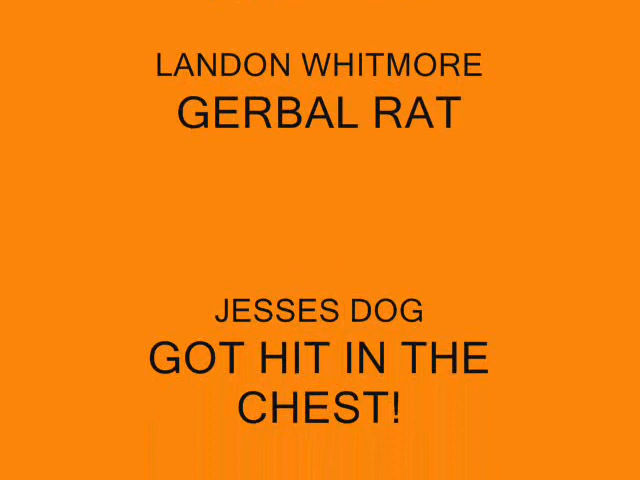 LANDON WHITMORE
GERBAL RAT
JESSES DOG
GOT HIT IN THE
CHEST!